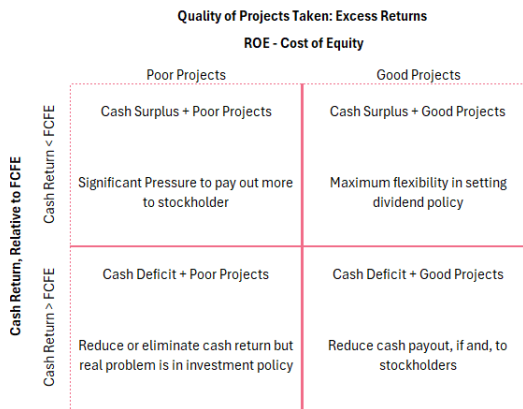 Quality of Projects Taken: Excess Returns
ROE - Cost of Equity
Poor Projects
Good Projects
Cash Return, Relative to FCFE
Cash Return < FCFE
Cash Surplus + Poor Projects
Significant Pressure to pay out more
to stockholder
Cash Surplus + Good Projects
Maximum flexibility in setting
dividend policy
Cash Return > FCFE
Cash Deficit + Poor Projects
Reduce or eliminate cash return but
real problem is in investment policy
Cash Deficit + Good Projects
Reduce cash payout, if and, to
stockholders